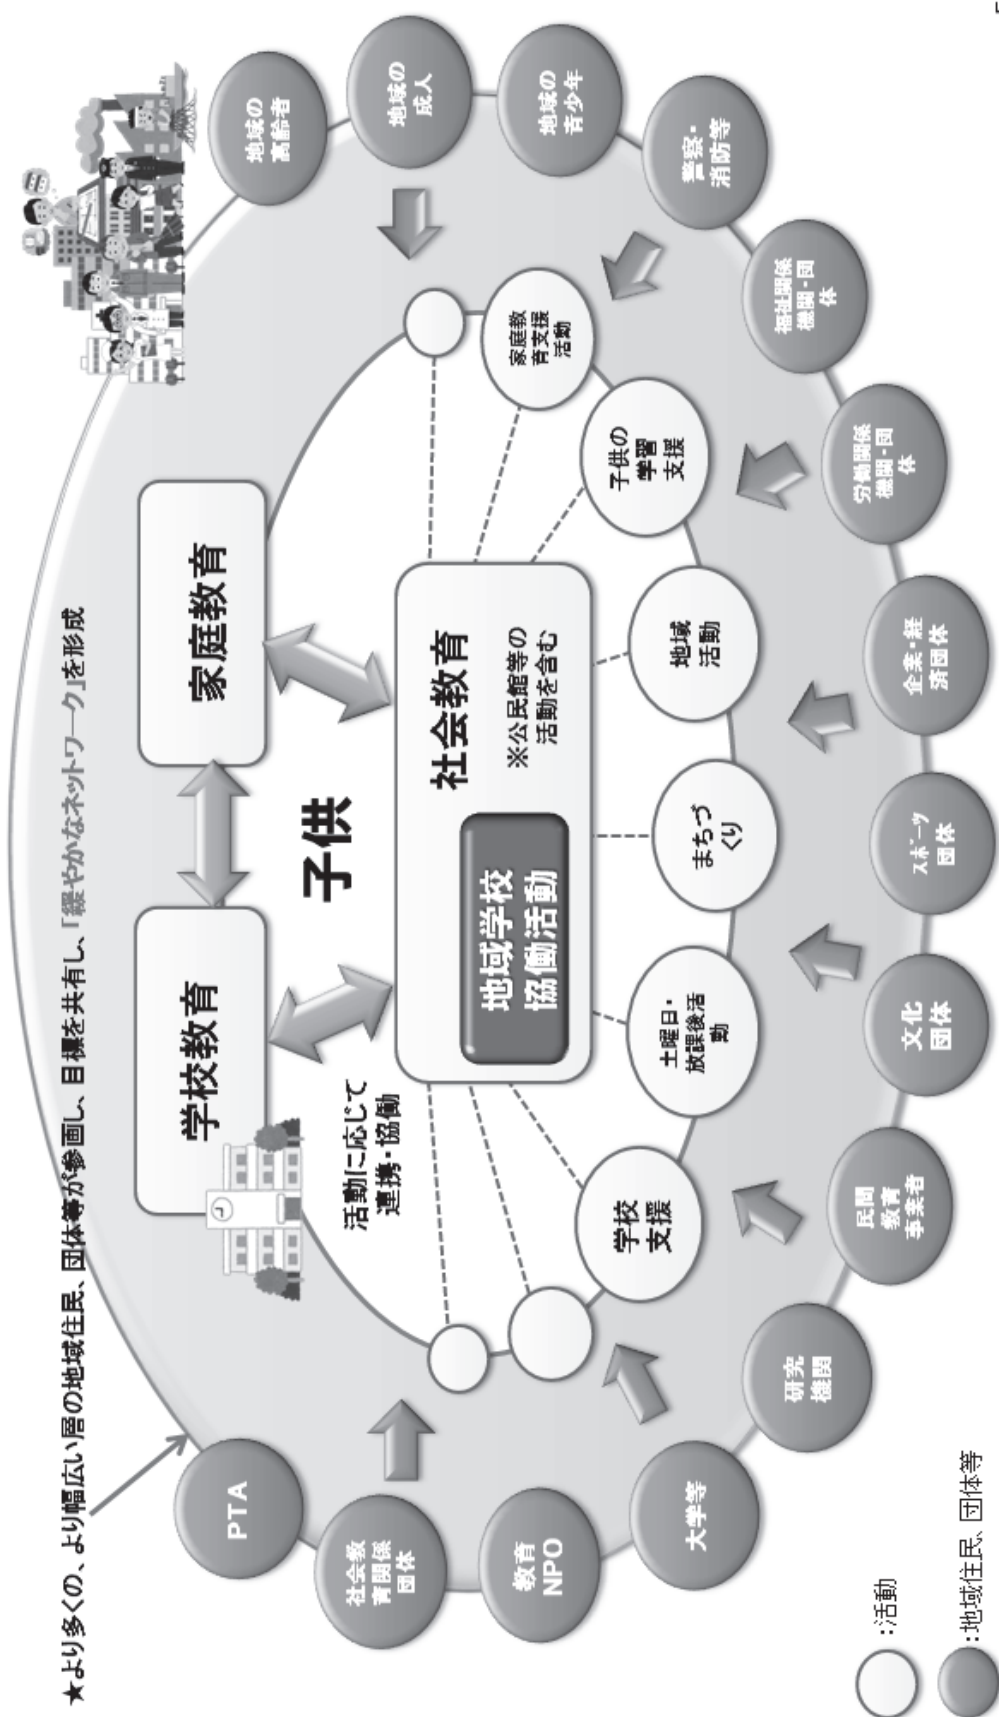 ★より多くの、より幅広い層の地域住民、団体等が参画し、目標を共有し、「緩やかなネットワーク」を形成
学校教育
家庭教育
子供
活動に応じて
連携・協働
社会教育
※公民館等の
活動を含む
地域学校
協働活動
学校
支援
土曜日・
放課後活
動
まちづ
くり
地域
活動
子供の
学習
支援
家庭教
育支援
活動
PTA
社会教
育関係
団体
教育
NPO
大学等
研究
機関
民間
教育
事業者
文化
団体
スポーツ
団体
企業・経
済団体
労働関係
機関・団
体
福祉関係
機関・団
体
警察・
消防等
地域の
青少年
地域の
成人
地域の
高齢者
:活動
:地域住民、団体等